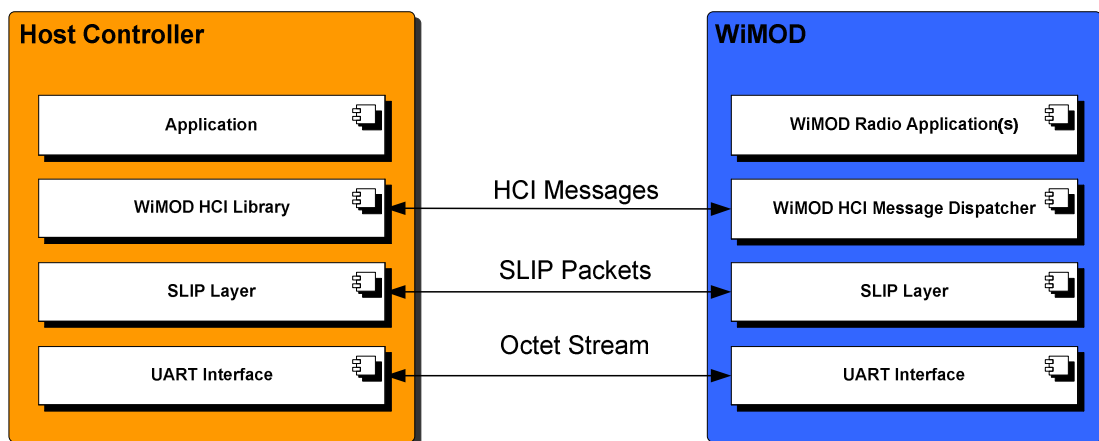 Host Controller
WiMOD
Application
WiMOD Radio Application(s)
HCI Messages
WiMOD HCI Library
WiMOD HCI Message Dispatcher
SLIP Packets
SLIP Layer
SLIP Layer
Octet Stream
UART Interface
UART Interface